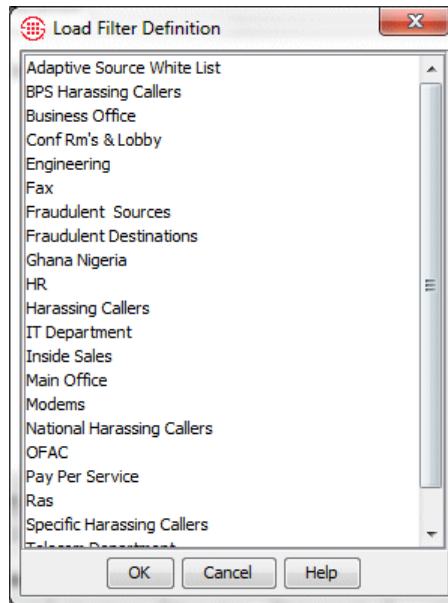 Load Filter Definition
Adaptive Source White List
BPS Harassing Callers
Business Office
Conf Rm's & Lobby
Engineering
Fax
Fraudulent  Sources
Fraudulent Destinations
Ghana Nigeria
HR
Harassing Callers
IT Department
Inside Sales
Main Office
Modems
National Harassing Callers
OFAC
Pay Per Service
Ras
Specific Harassing Callers
Telecom Department
OK Cancel Help